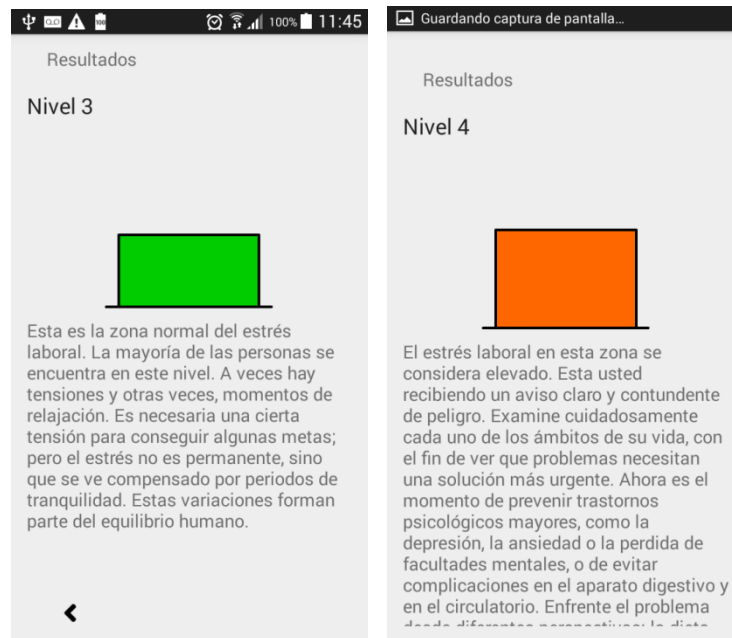 100% 11:45
Resultados
Nivel 3
Esta es la zona normal del estrés
laboral. La mayoría de las personas se
encuentra en este nivel. A veces hay
tensiones y otras veces, momentos de
relajación. Es necesaria una cierta
tensión para conseguir algunas metas;
pero el estrés no es permanente, sino
que se ve compensado por periodos de
tranquilidad. Estas variaciones forman
parte del equilibrio humano.
Guardando captura de pantalla...
Resultados
Nivel 4
El estrés laboral en esta zona se
considera elevado. Esta usted
recibiendo un aviso claro y contundente
de peligro. Examine cuidadosamente
cada uno de los ámbitos de su vida, con
el fin de ver que problemas necesitan
una solución más urgente. Ahora es el
momento de prevenir trastornos
psicológicos mayores, como la
depresión, la ansiedad o la perdida de
facultades mentales, o de evitar
complicaciones en el aparato digestivo y
en el circulatorio. Enfrente el problema
desde diferentes perspectivas: la dieta